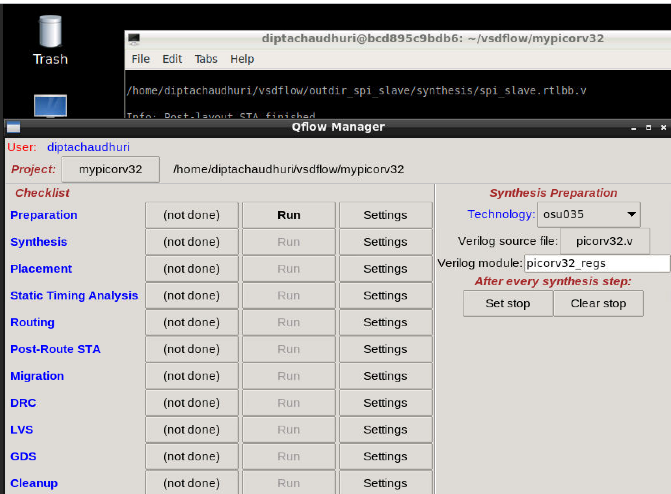 Trash
diptachaudhuri@bcd895c9bdb6: ~/vsdflow/mypicorv32
File Edit Tabs Help
/home/diptachaudhuri/vsdflow/outdir_spi_slave/synthesis/spi_slave.rtlbb.v
Info: Post-layout STA finished
Qflow Manager
User: diptachaudhuri
Project: mypicorv32 /home/diptachaudhuri/vsdflow/mypicorv32
Checklist
Preparation (not done) Run Settings
Synthesis (not done) Run Settings
Placement (not done) Run Settings
Static Timing Analysis (not done) Run Settings
Routing (not done) Run Settings
Post-Route STA (not done) Run Settings
Migration (not done) Run Settings
DRC (not done) Run Settings
LVS (not done) Run Settings
GDS (not done) Run Settings
Cleanup (not done) Run Settings
Synthesis Preparation
Technology: osu035
Verilog source file: picorv32.v
Verilog module: picorv32_regs
After every synthesis step:
Set stop Clear stop